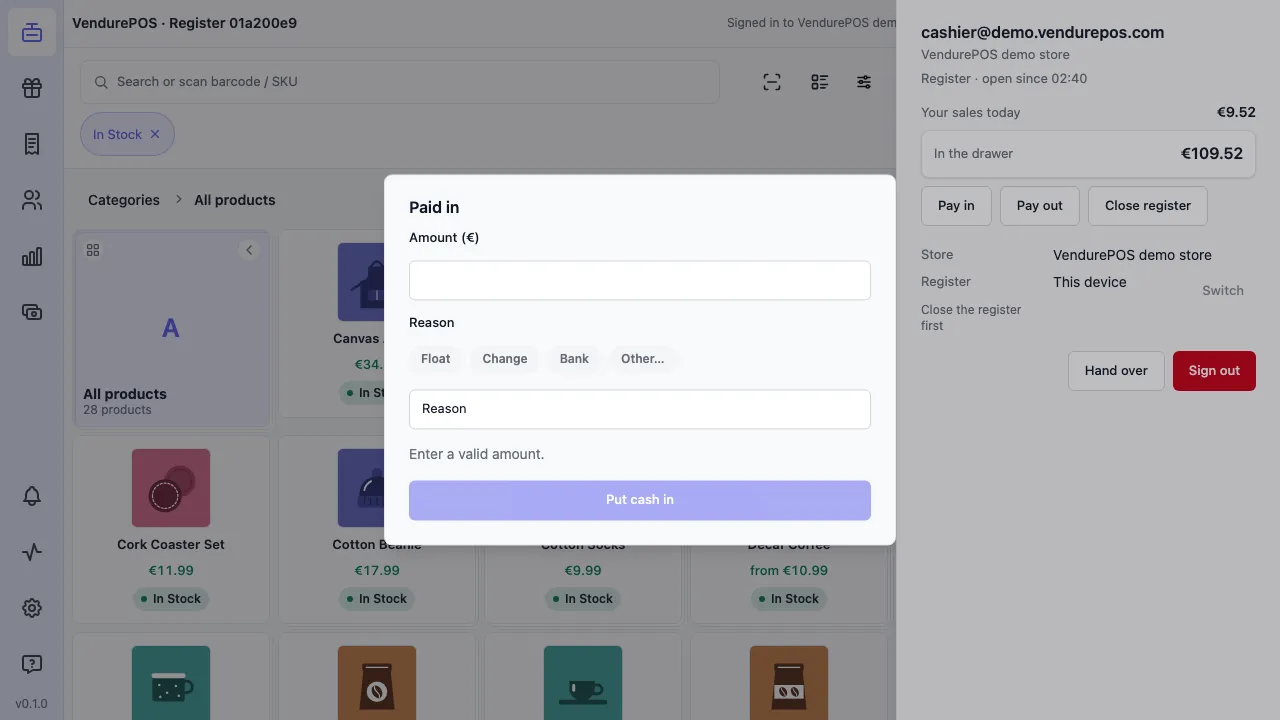 VendurePOS · Register 01a200e9
Signed in to VendurePOS dem
Search or scan barcode / SKU
In Stock
Categories
All products
A
All products
28 products
Canvas
€34.
In
Cork Coaster Set
€11.99
In Stock
Cotton Beanie
€17.99
In Stock
Cotton Socks
€9.99
In Stock
Decaf Coffee
from €10.99
In Stock
v0.1.0
Paid in
Amount (€)
Reason
Float
Change
Bank
Other...
Reason
Enter a valid amount.
Put cash in
cashier@demo.vendurepos.com
VendurePOS demo store
Register · open since 02:40
Your sales today
€9.52
In the drawer
€109.52
Pay in
Pay out
Close register
Store
VendurePOS demo store
Register
This device
Switch
Close the register
first
Hand over
Sign out